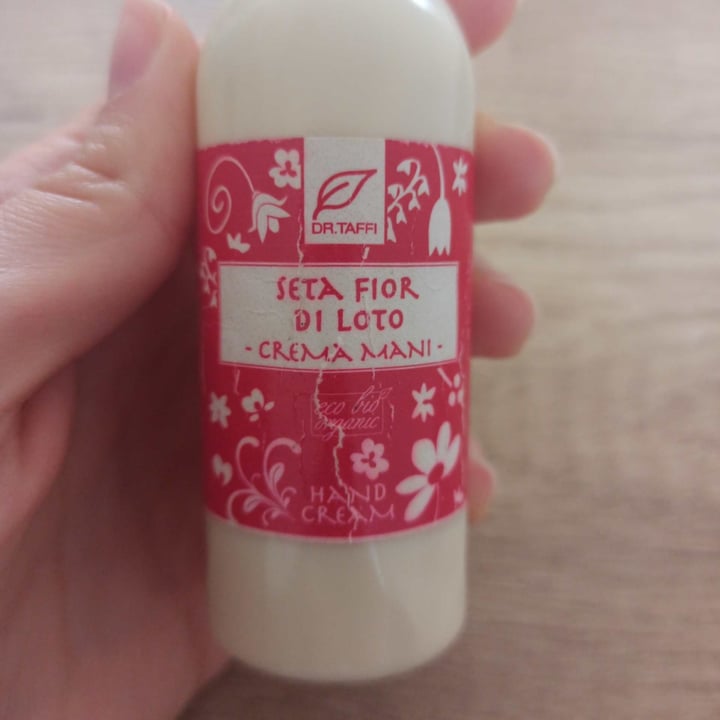 DR.TAFFI
SETA FIOR
DI LOTO
- CREMA MANI -
eco bio
organic
HAND
CREAM